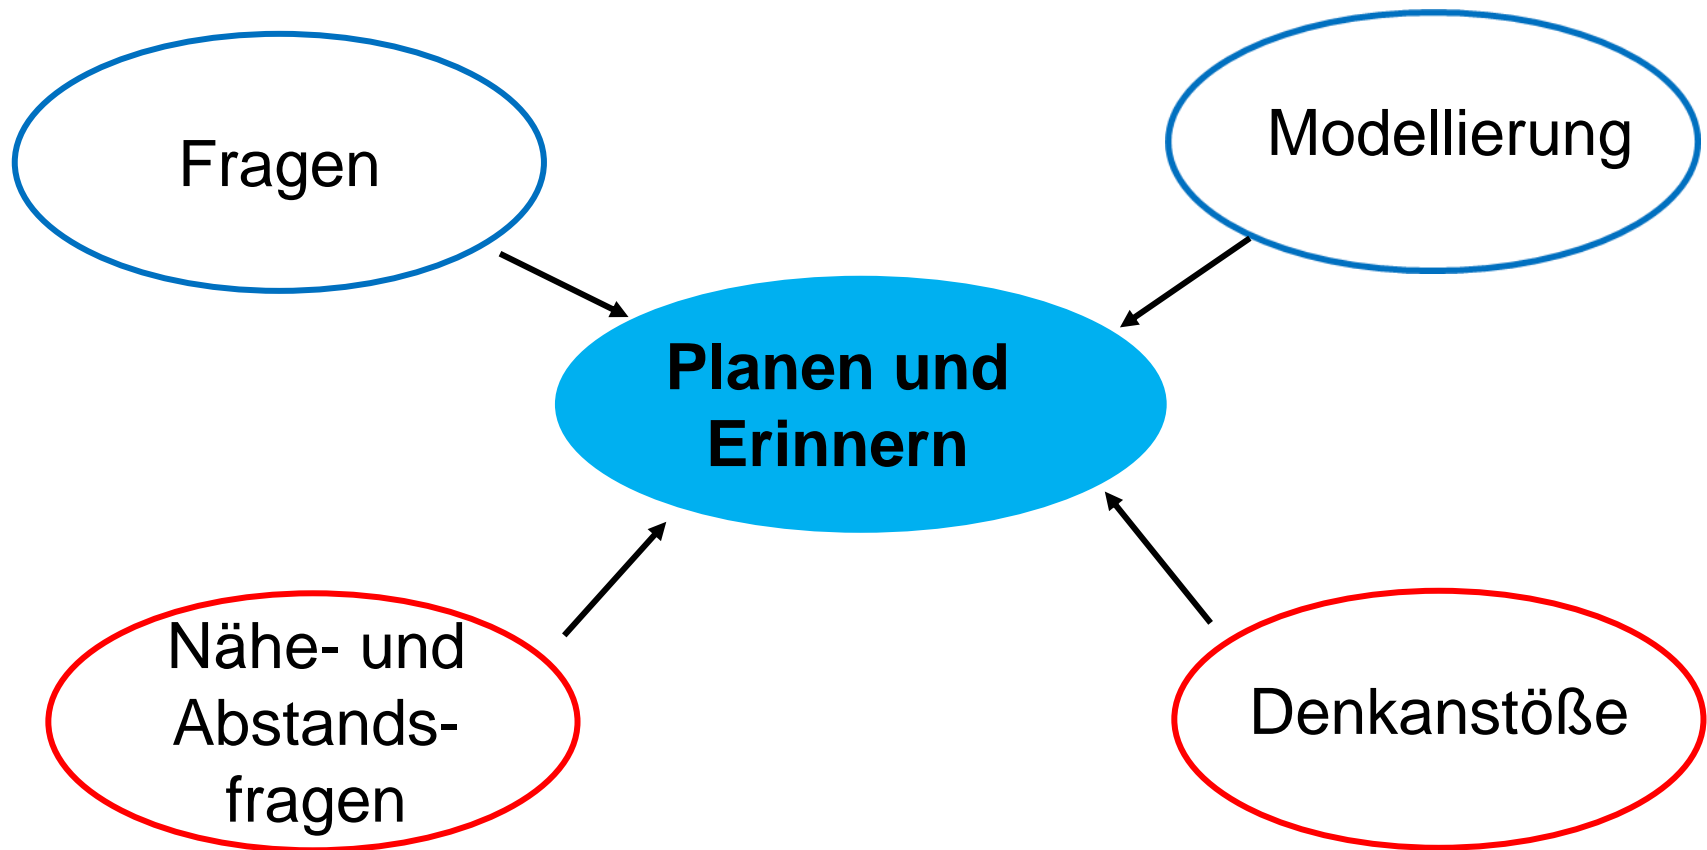 Fragen
Modellierung
Planen und
Erinnern
Nähe- und
Abstands-
fragen
Denkanstöße